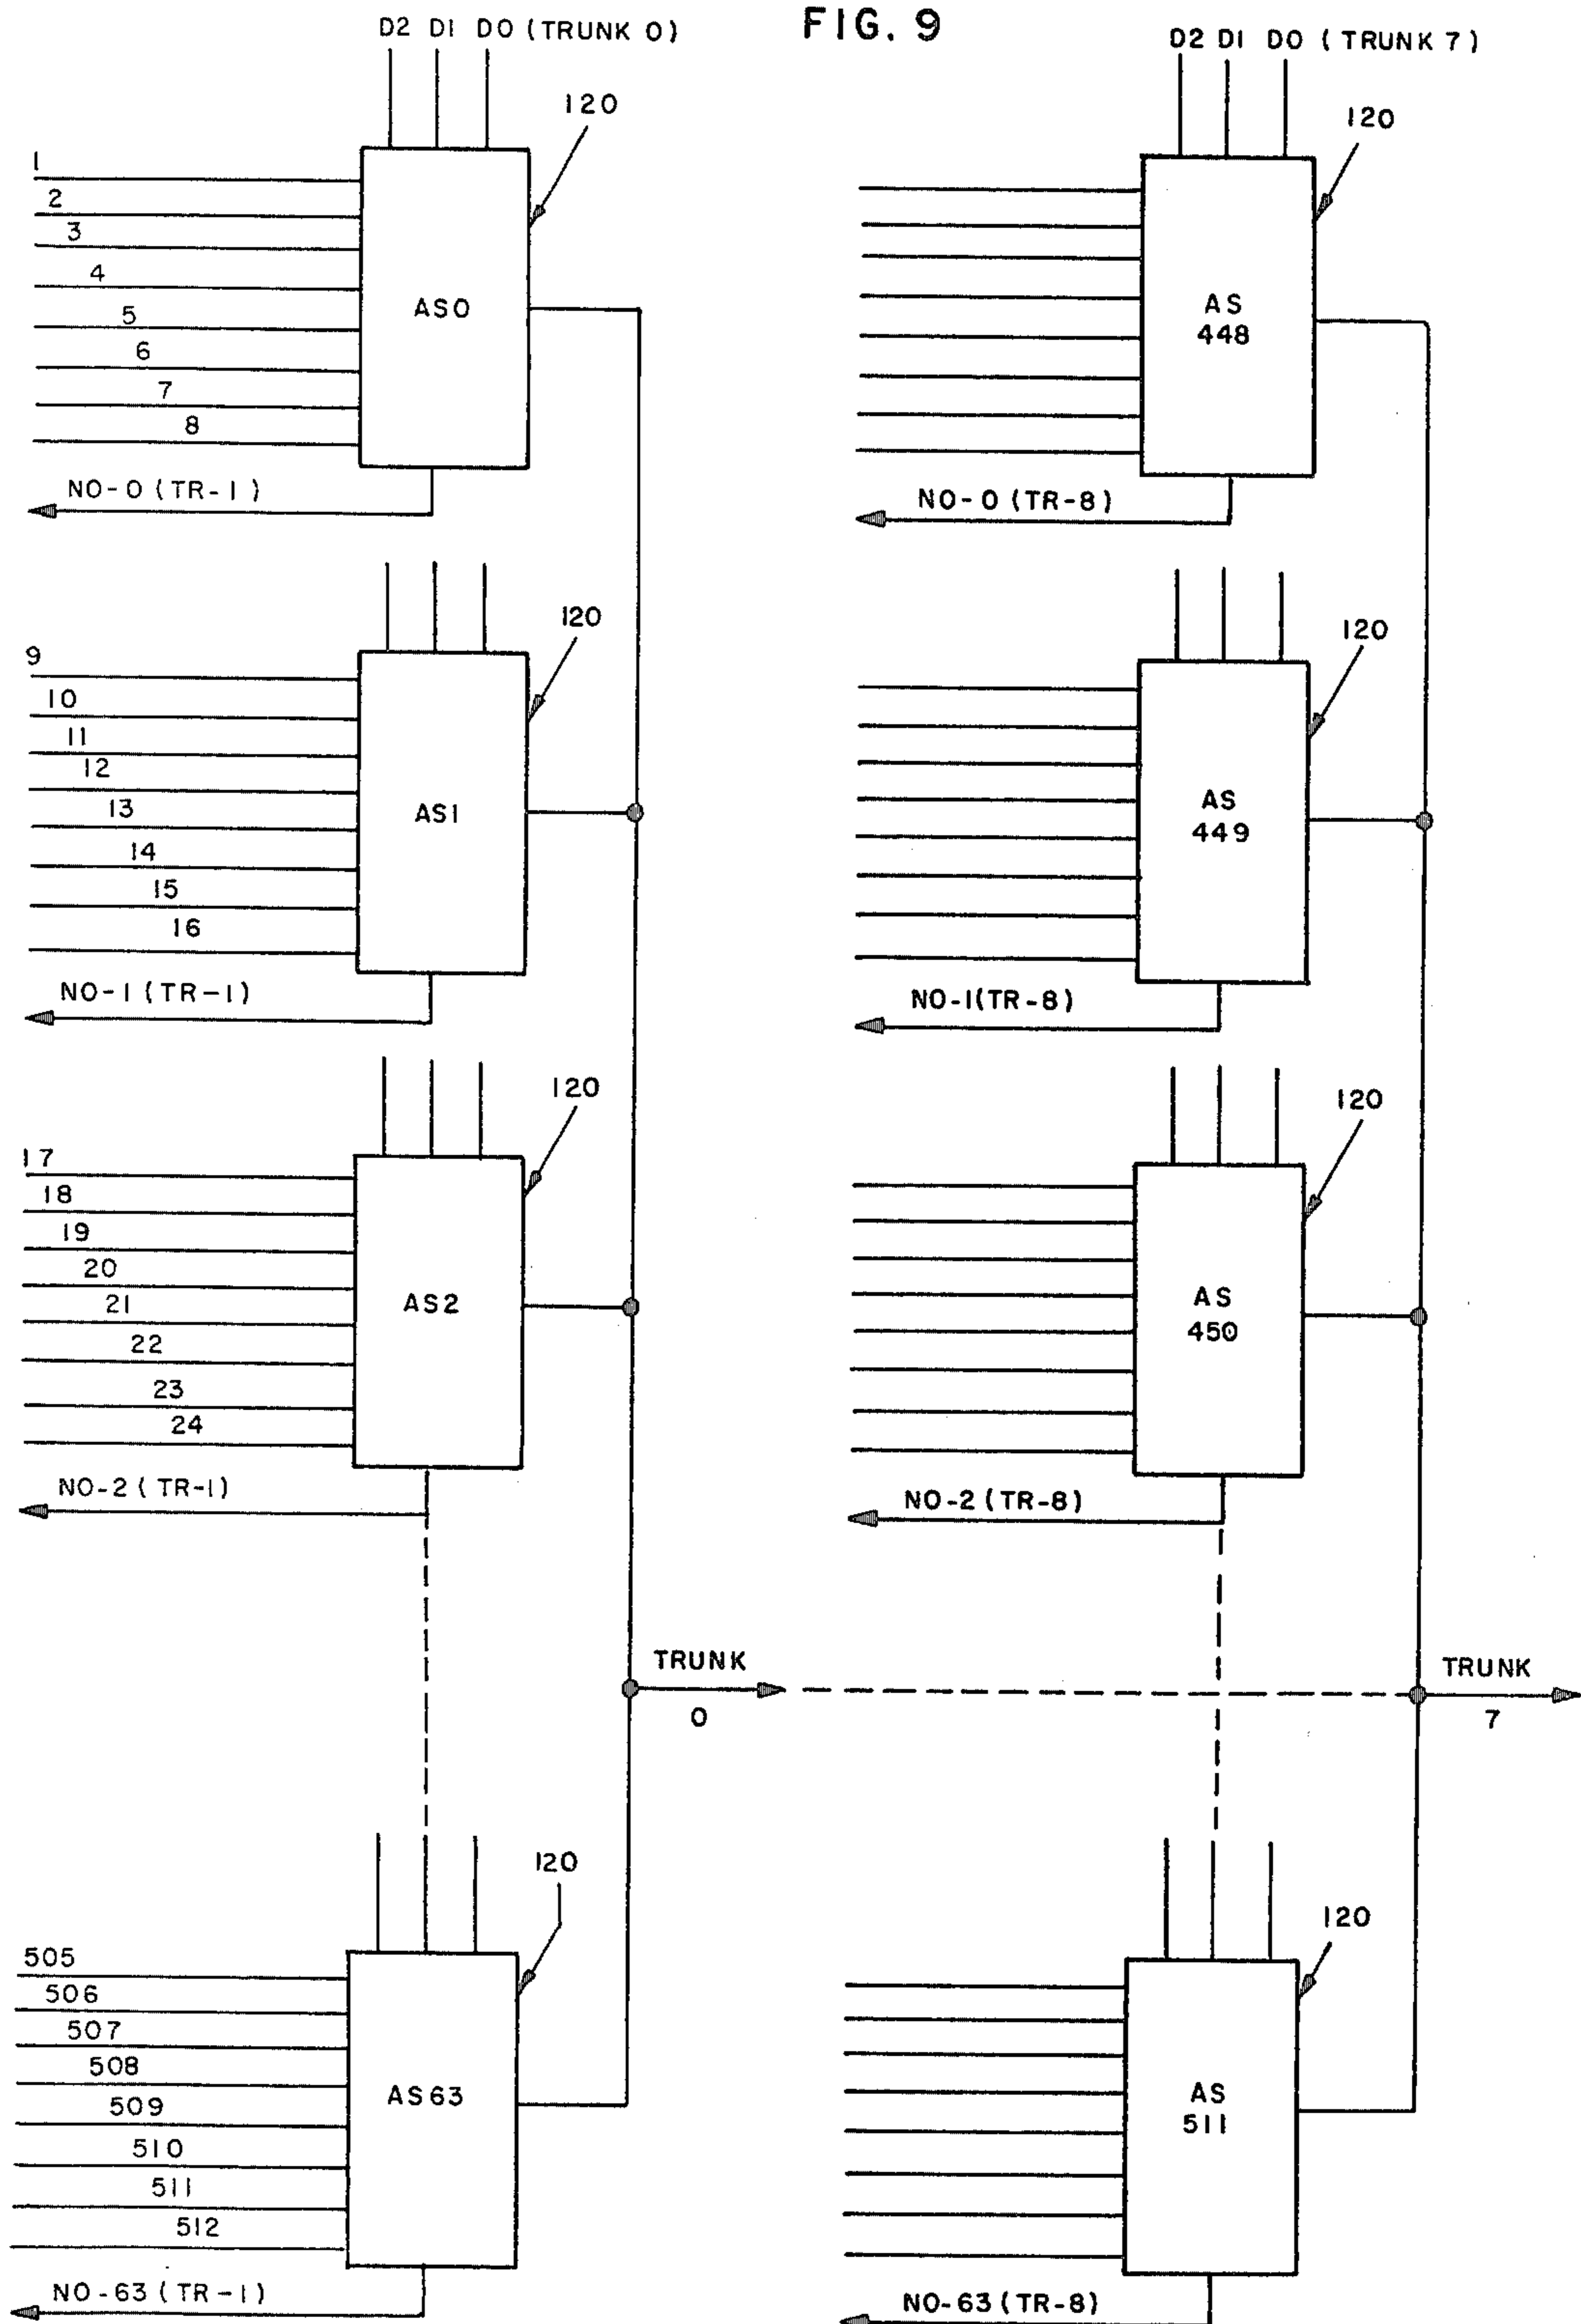 FIG. 9
D2 D1 D0 (TRUNK 0)
120
1
2
3
4
5
6
7
8
AS0
NO-0 (TR-1)
120
9
10
11
12
13
14
15
16
AS1
NO-1 (TR-1)
120
17
18
19
20
21
22
23
24
AS2
NO-2 (TR-1)
TRUNK
0
120
505
506
507
508
509
510
511
512
AS63
NO-63 (TR-1)
D2 D1 D0 (TRUNK 7)
120
AS
448
NO-0 (TR-8)
120
AS
449
NO-1(TR-8)
120
AS
450
NO-2 (TR-8)
TRUNK
7
120
AS
511
NO-63 (TR-8)